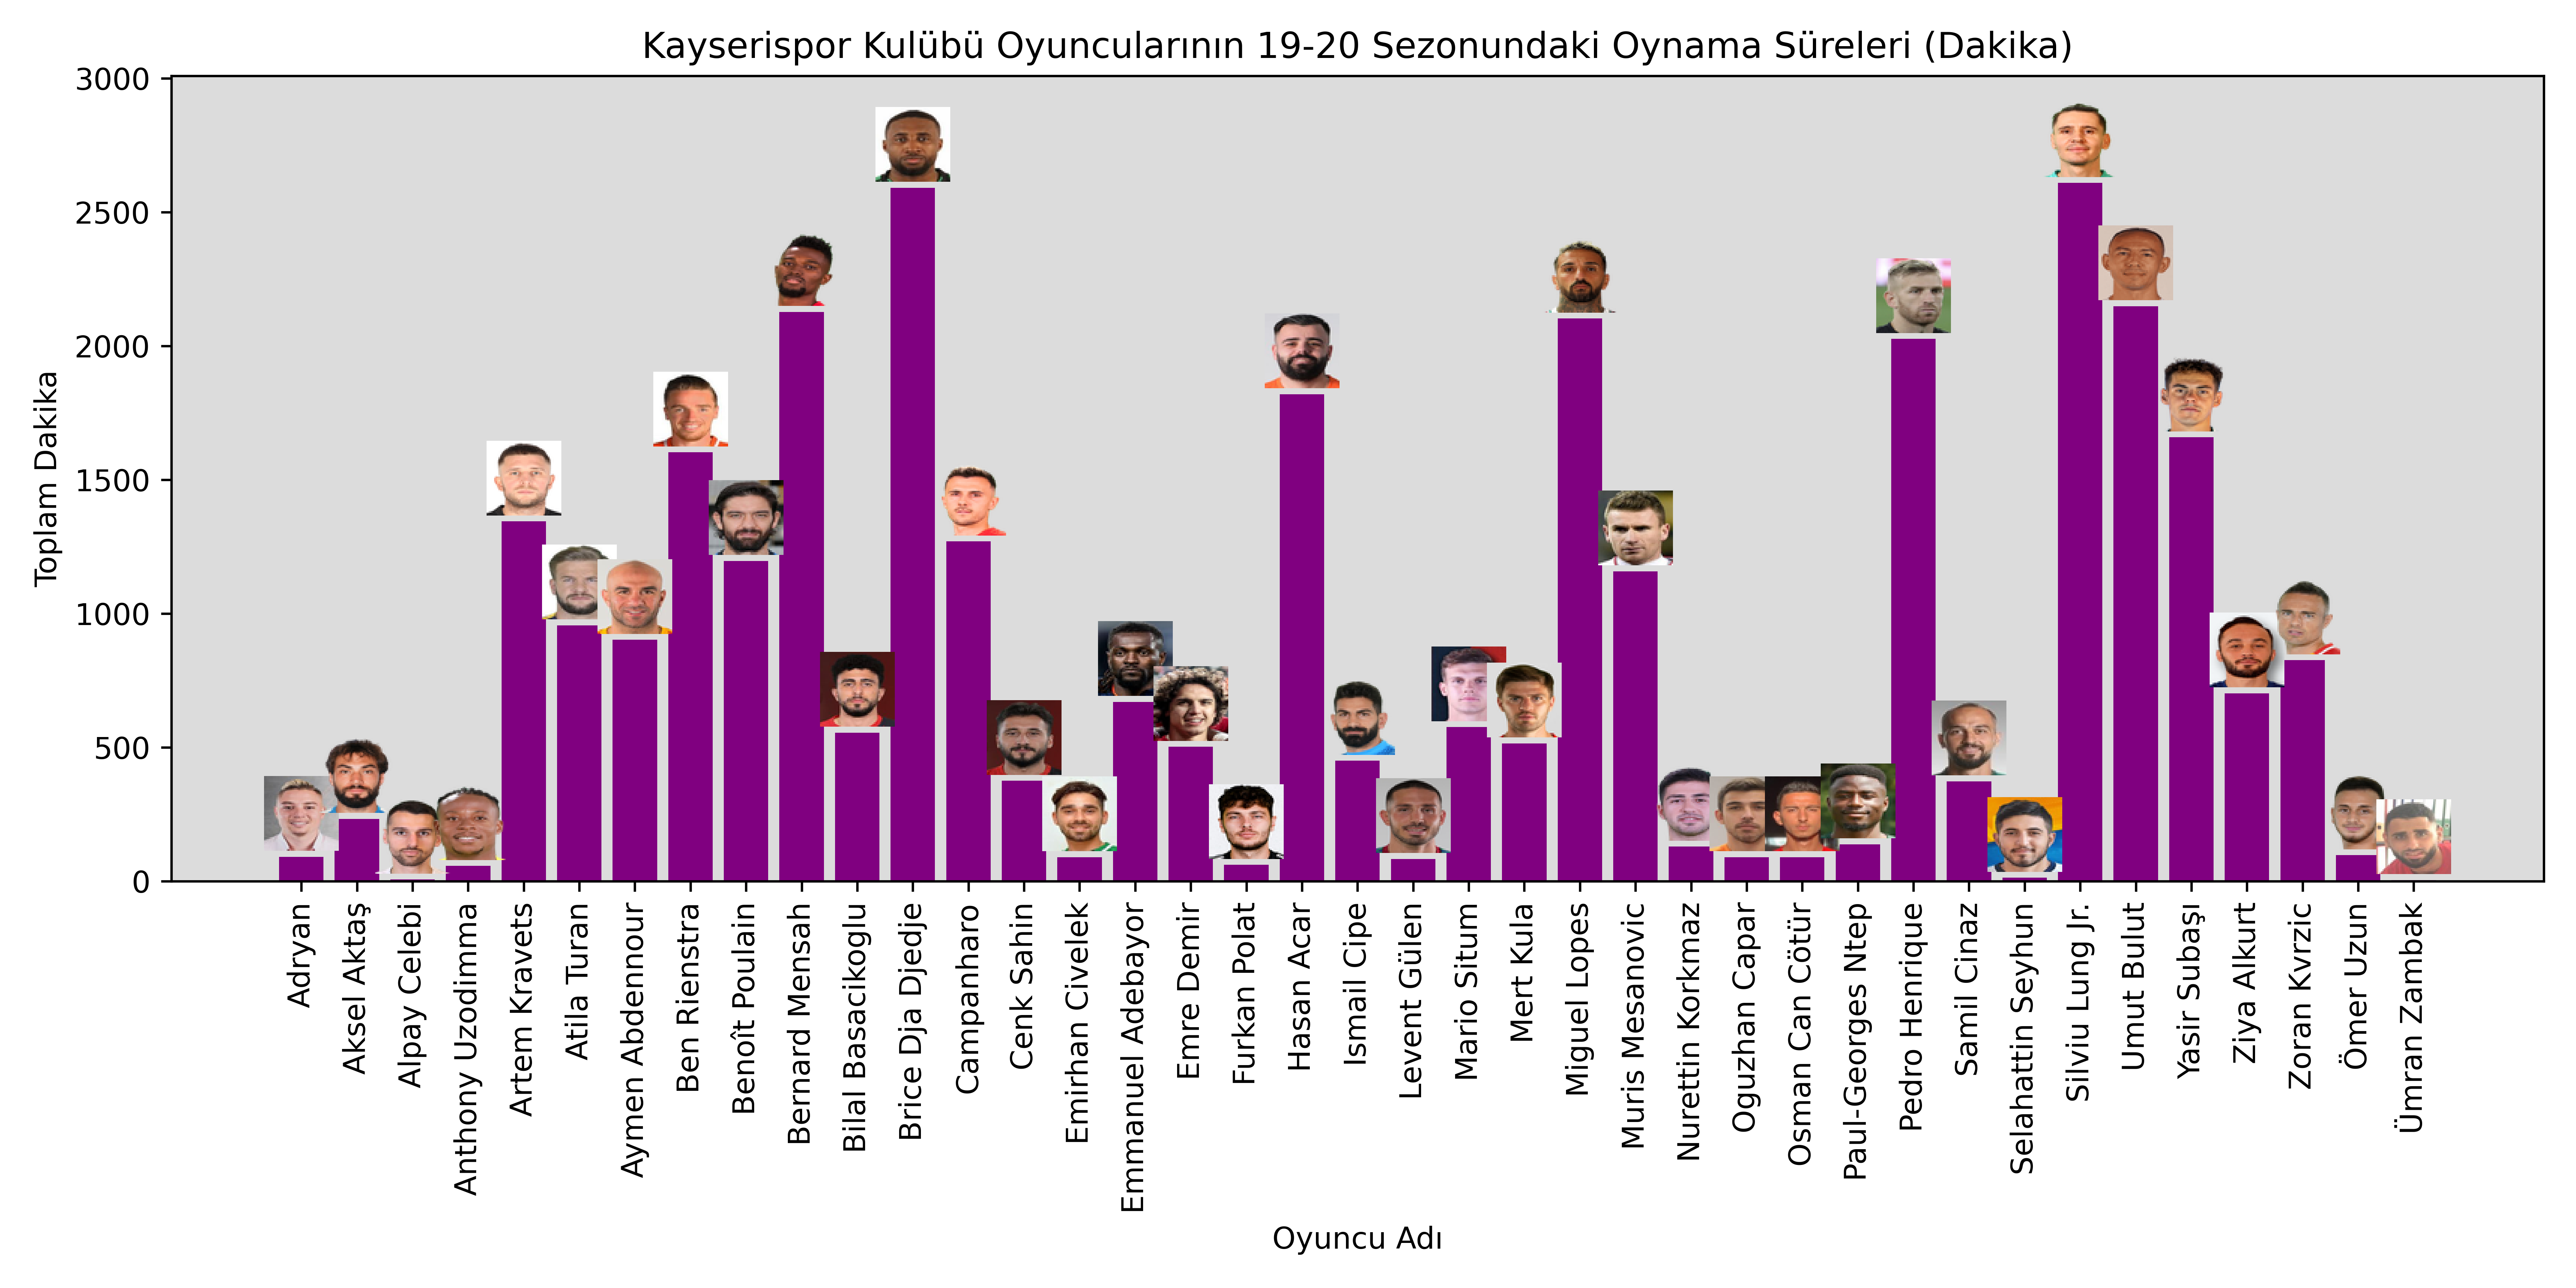 Kayserispor Kulübü Oyuncularının 19-20 Sezonundaki Oynama Süreleri (Dakika)
Toplam Dakika
3000
2500
2000
1500
1000
500
0
Adryan
Aksel Aktaş
Alpay Celebi
Anthony Uzodimma
Artem Kravets
Atila Turan
Aymen Abdennour
Ben Rienstra
Benoît Poulain
Bernard Mensah
Bilal Basacikoglu
Brice Dja Djedje
Campanharo
Cenk Sahin
Emirhan Civelek
Emmanuel Adebayor
Emre Demir
Furkan Polat
Hasan Acar
Ismail Cipe
Levent Gülen
Mario Situm
Mert Kula
Miguel Lopes
Muris Mesanovic
Nurettin Korkmaz
Oguzhan Capar
Osman Can Cötür
Paul-Georges Ntep
Pedro Henrique
Samil Cinaz
Selahattin Seyhun
Silviu Lung Jr.
Umut Bulut
Yasir Subaşı
Ziya Alkurt
Zoran Kvrzic
Ömer Uzun
Ümran Zambak
Oyuncu Adı